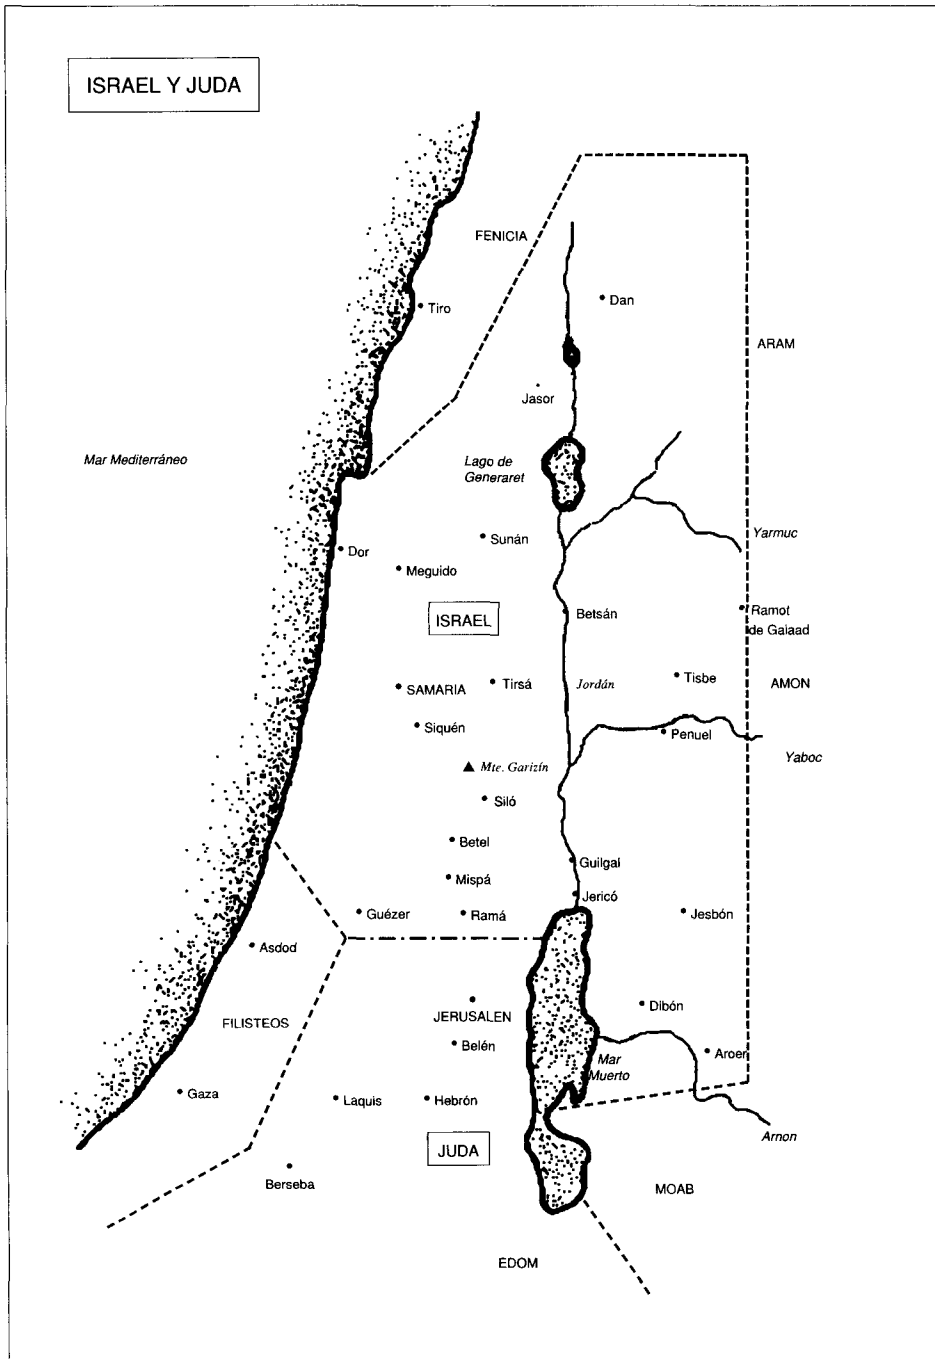 ISRAEL Y JUDA
FENICIA
Tiro
Dan
ARAM
Jasor
Mar Mediterráneo
Lago de
Generaret
Yarmuc
Sunán
Dor
Meguido
Betsán
Ramot
de Galaad
ISRAEL
SAMARIA
Tirsá
Jordán
Tisbe
AMON
Siquén
Penuel
Yaboc
Mte. Garizín
Siló
Betel
Guilgal
Mispá
Jericó
Guézer
Ramá
Jesbón
Asdod
JERUSALEN
Dibón
FILISTEOS
Belén
Aroer
Mar
Muerto
Gaza
Laquis
Hebrón
Arnon
JUDA
Berseba
MOAB
EDOM